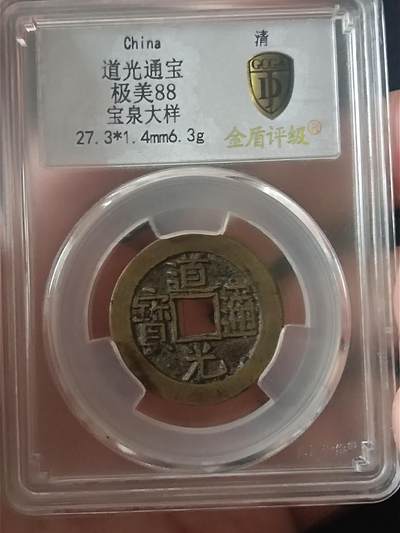 China
清
道光通宝
极美88
宝泉大样
27.3*1.4mm6.3g
金盾评级
道光通寶